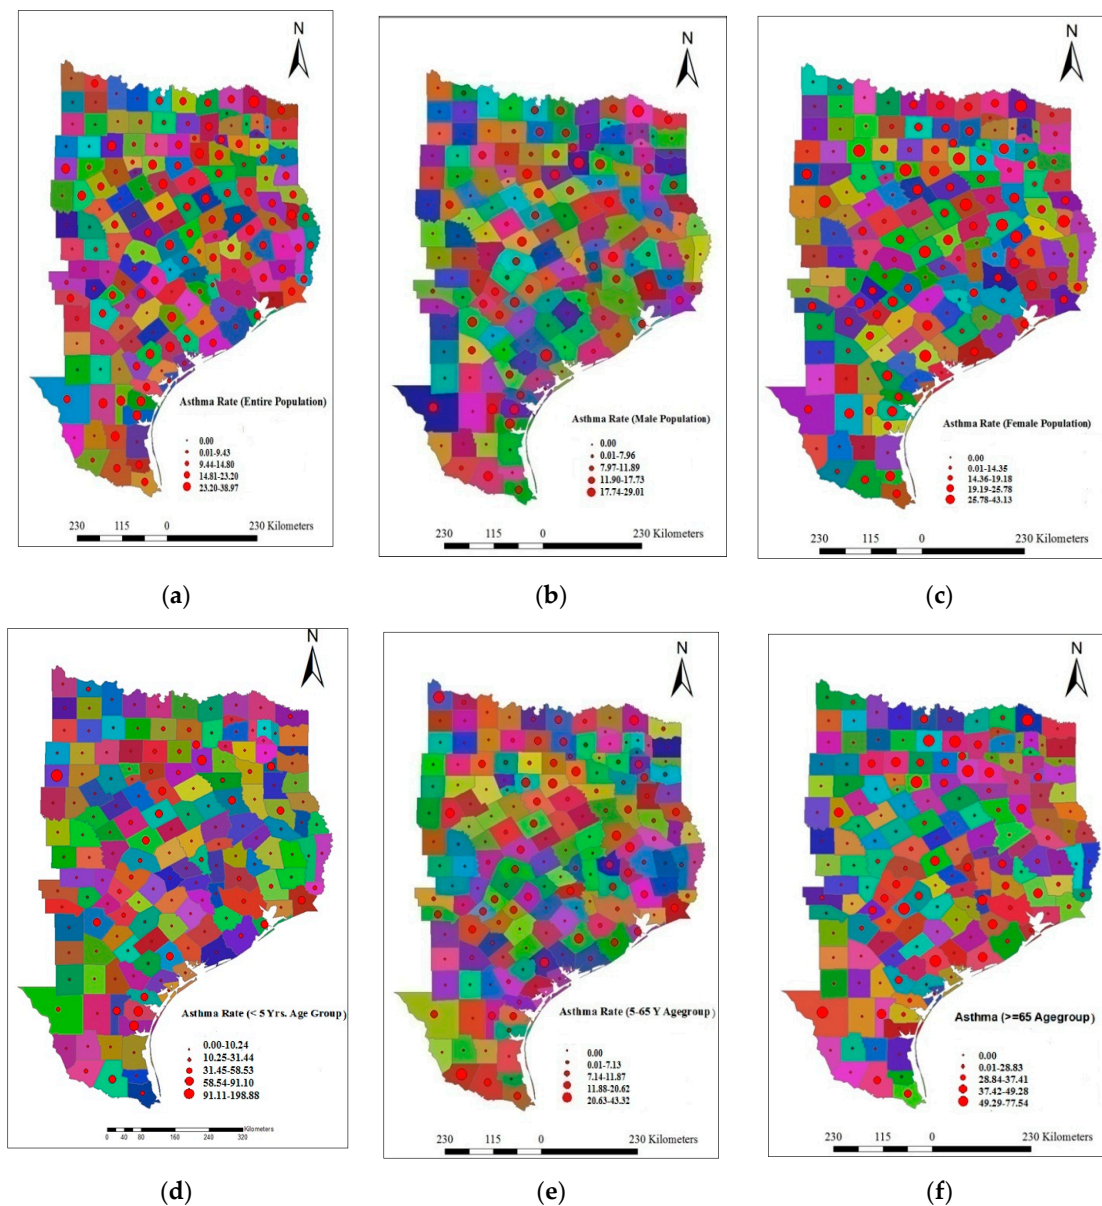 N
Asthma Rate (Entire Population)
0.00
0.01-9.43
9.44-14.80
14.81-23.20
23.20-38.97
230 115 0 230 Kilometers
(a)
N
Asthma Rate (Male Population)
0.00
0.01-7.96
7.97-11.89
11.90-17.73
17.74-29.01
230 115 0 230 Kilometers
(b)
N
Asthma Rate (Female Population)
0.00
0.01-14.35
14.36-19.18
19.19-25.78
25.78-43.13
230 115 0 230 Kilometers
(c)
N
Asthma Rate (< 5 Yrs. Age Group)
0.00-10.24
10.25-31.44
31.45-58.53
58.54-91.10
91.11-198.88
Kilometers
0 20 40 80 160 240 320
(d)
N
Asthma Rate (5-65 Y Agegroup)
0.00
0.01-7.13
7.14-11.87
11.88-20.62
20.63-43.32
230 115 0 230 Kilometers
(e)
N
Asthma (>=65 Agegroup)
0.00
0.01-28.83
28.84-37.41
37.42-49.28
49.29-77.54
230 115 0 230 Kilometers
(f)